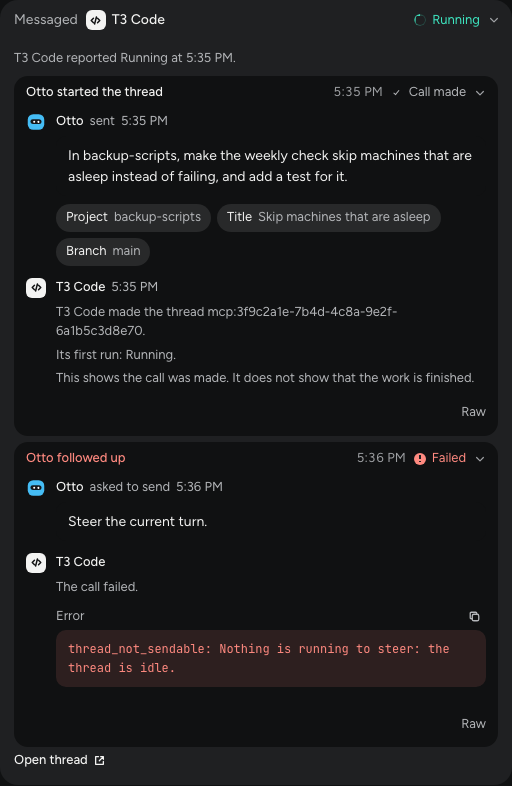 Messaged T3 Code Running
T3 Code reported Running at 5:35 PM.
Otto started the thread 5:35 PM Call made
Otto sent 5:35 PM
In backup-scripts, make the weekly check skip machines that are
asleep instead of failing, and add a test for it.
Project backup-scripts Title Skip machines that are asleep
Branch main
T3 Code 5:35 PM
T3 Code made the thread mcp:3f9c2a1e-7b4d-4c8a-9e2f-
6a1b5c3d8e70.
Its first run: Running.
This shows the call was made. It does not show that the work is finished.
Raw
Otto followed up 5:36 PM Failed
Otto asked to send 5:36 PM
Steer the current turn.
T3 Code
The call failed.
Error
thread_not_sendable: Nothing is running to steer: the
thread is idle.
Raw
Open thread